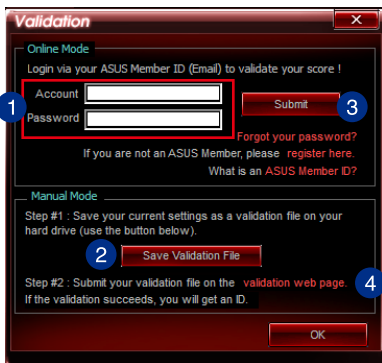 Validation
Online Mode
Login via your ASUS Member ID (Email) to validate your score !
1
Account
Password
Submit
3
Forgot your password?
If you are not an ASUS Member, please register here.
What is an ASUS Member ID?
Manual Mode
Step #1 : Save your current settings as a validation file on your
hard drive (use the button below).
2
Save Validation File
Step #2 : Submit your validation file on the validation web page.
4
If the validation succeeds, you will get an ID.
OK